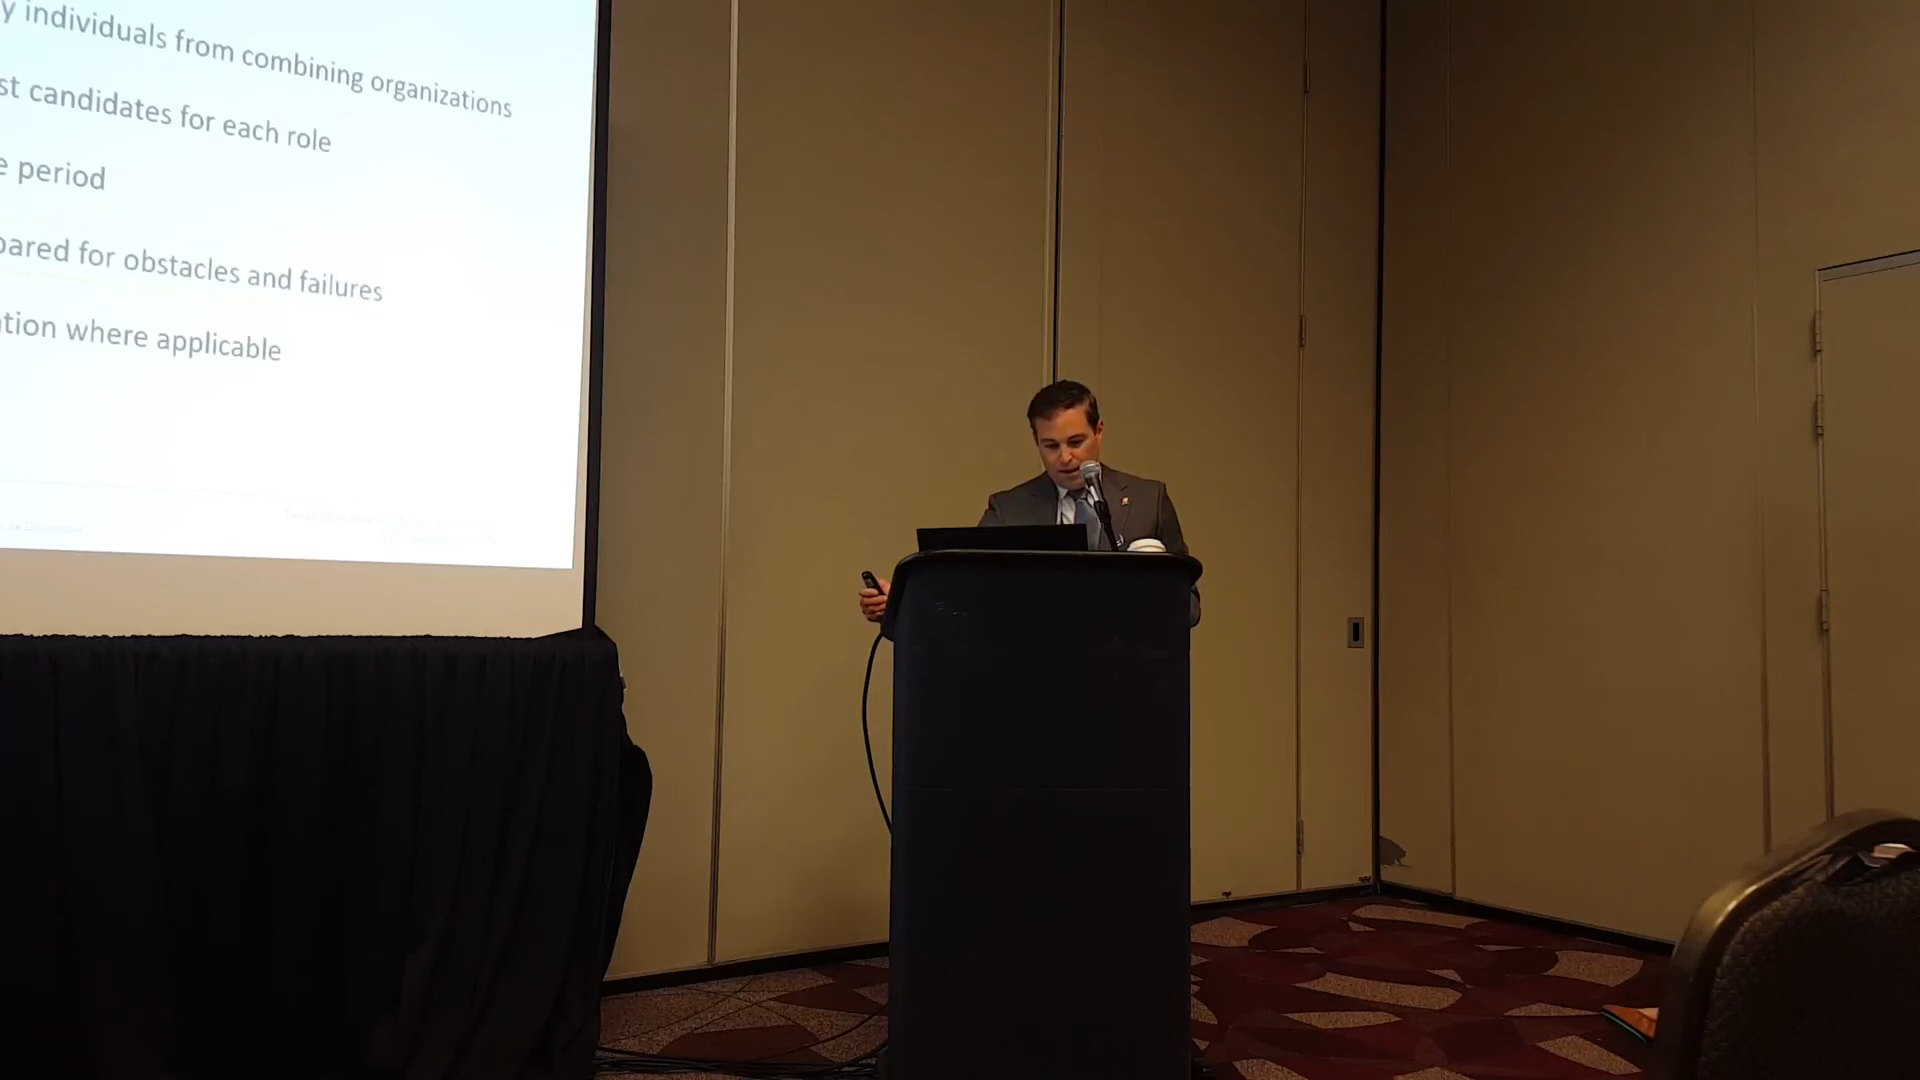 y individuals from combining organizations
st candidates for each role
e period
pared for obstacles and failures
tion where applicable